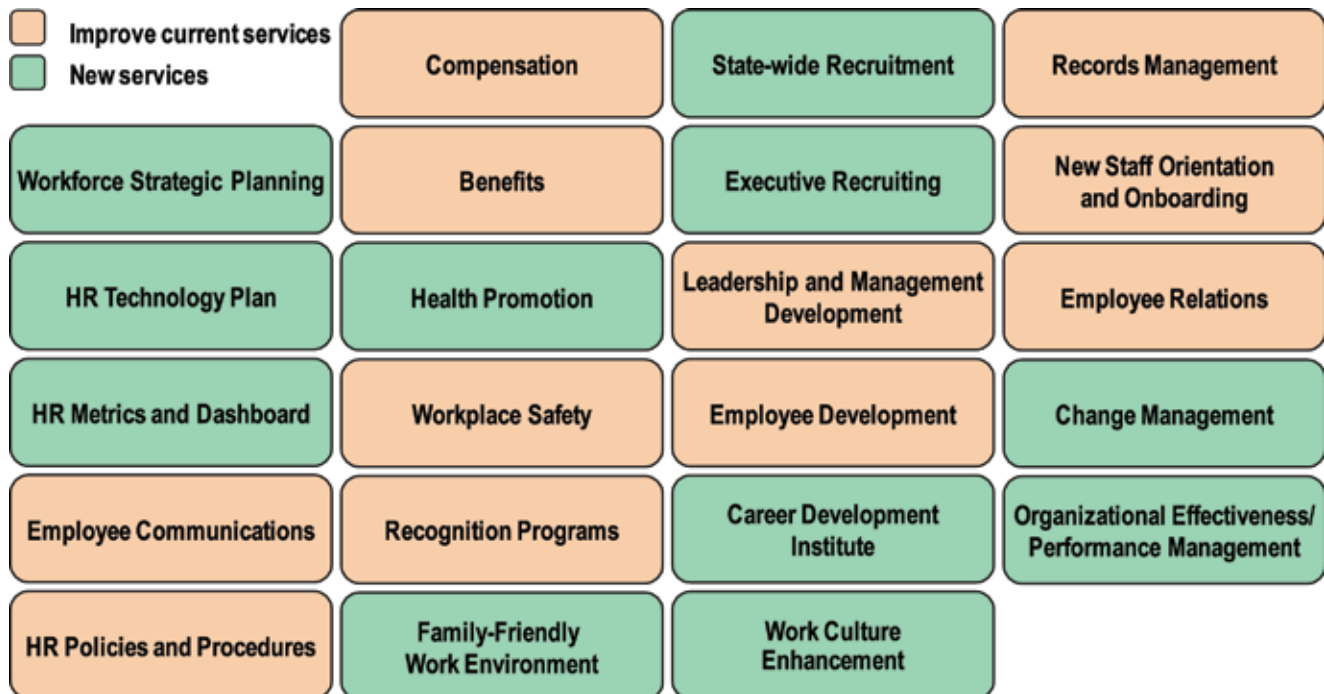 Improve current services
New services
Compensation
State-wide Recruitment
Records Management
Workforce Strategic Planning
Benefits
Executive Recruiting
New Staff Orientation
and Onboarding
HR Technology Plan
Health Promotion
Leadership and Management
Development
Employee Relations
HR Metrics and Dashboard
Workplace Safety
Employee Development
Change Management
Employee Communications
Recognition Programs
Career Development
Institute
Organizational Effectiveness/
Performance Management
HR Policies and Procedures
Family-Friendly
Work Environment
Work Culture
Enhancement